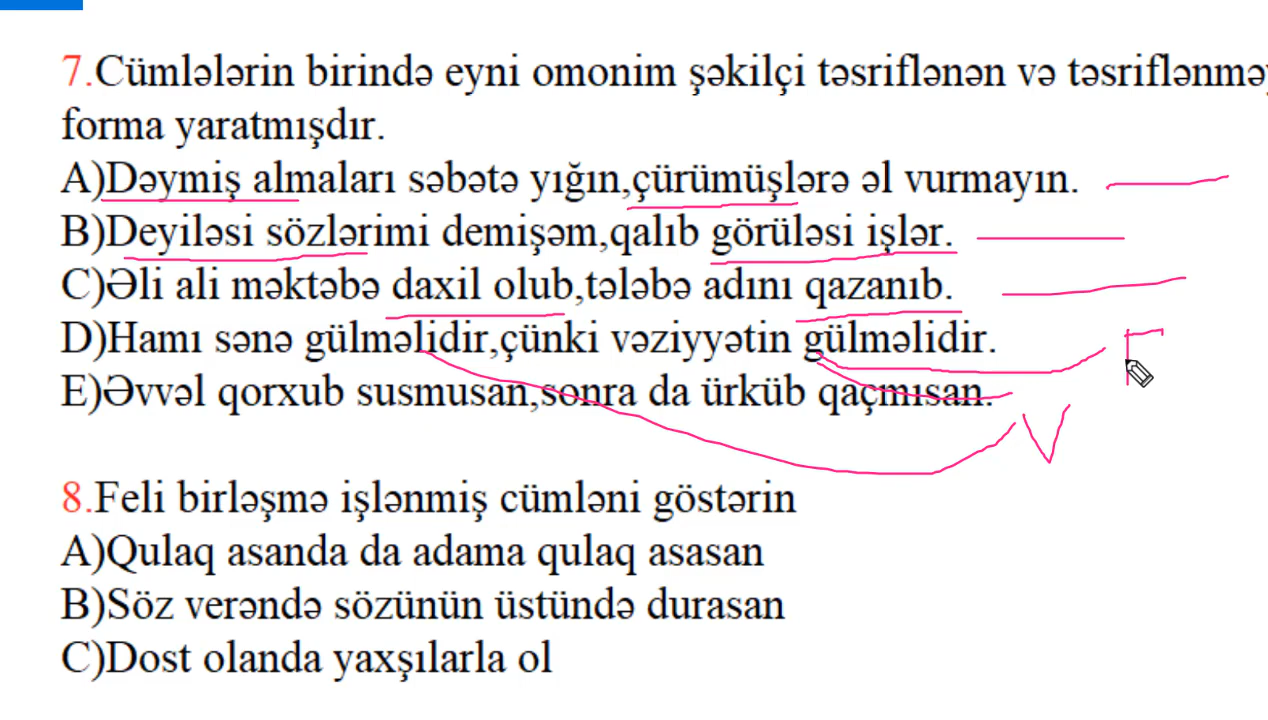 7.Cümlələrin birində eyni omonim şəkilçi təsriflənən və təsriflənməy
forma yaratmışdır.
A)Dəymiş almaları səbətə yığın,çürümüşlərə əl vurmayın.
B)Deyiləsi sözlərimi demişəm,qalıb görüləsi işlər.
C)Əli ali məktəbə daxil olub,tələbə adını qazanıb.
D)Hamı sənə gülməlidir,çünki vəziyyətin gülməlidir.
E)Əvvəl qorxub susmusan,sonra da ürküb qaçmısan.
8.Feli birləşmə işlənmiş cümləni göstərin
A)Qulaq asanda da adama qulaq asasan
B)Söz verəndə sözünün üstündə durasan
C)Dost olanda yaxşılarla ol